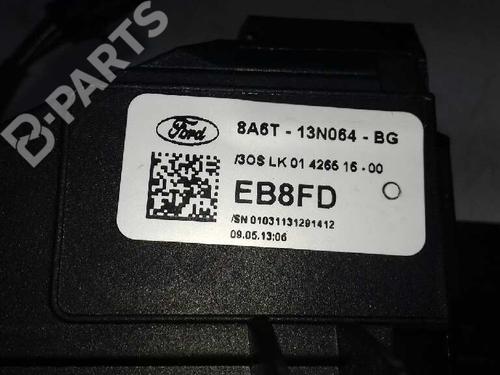 B-PARTS
Ford
8A6T - 13N064 - BG
/3OS LK 01 4266 16 - 00
EB8FD
/SN 01031131291412
09.05.13:06